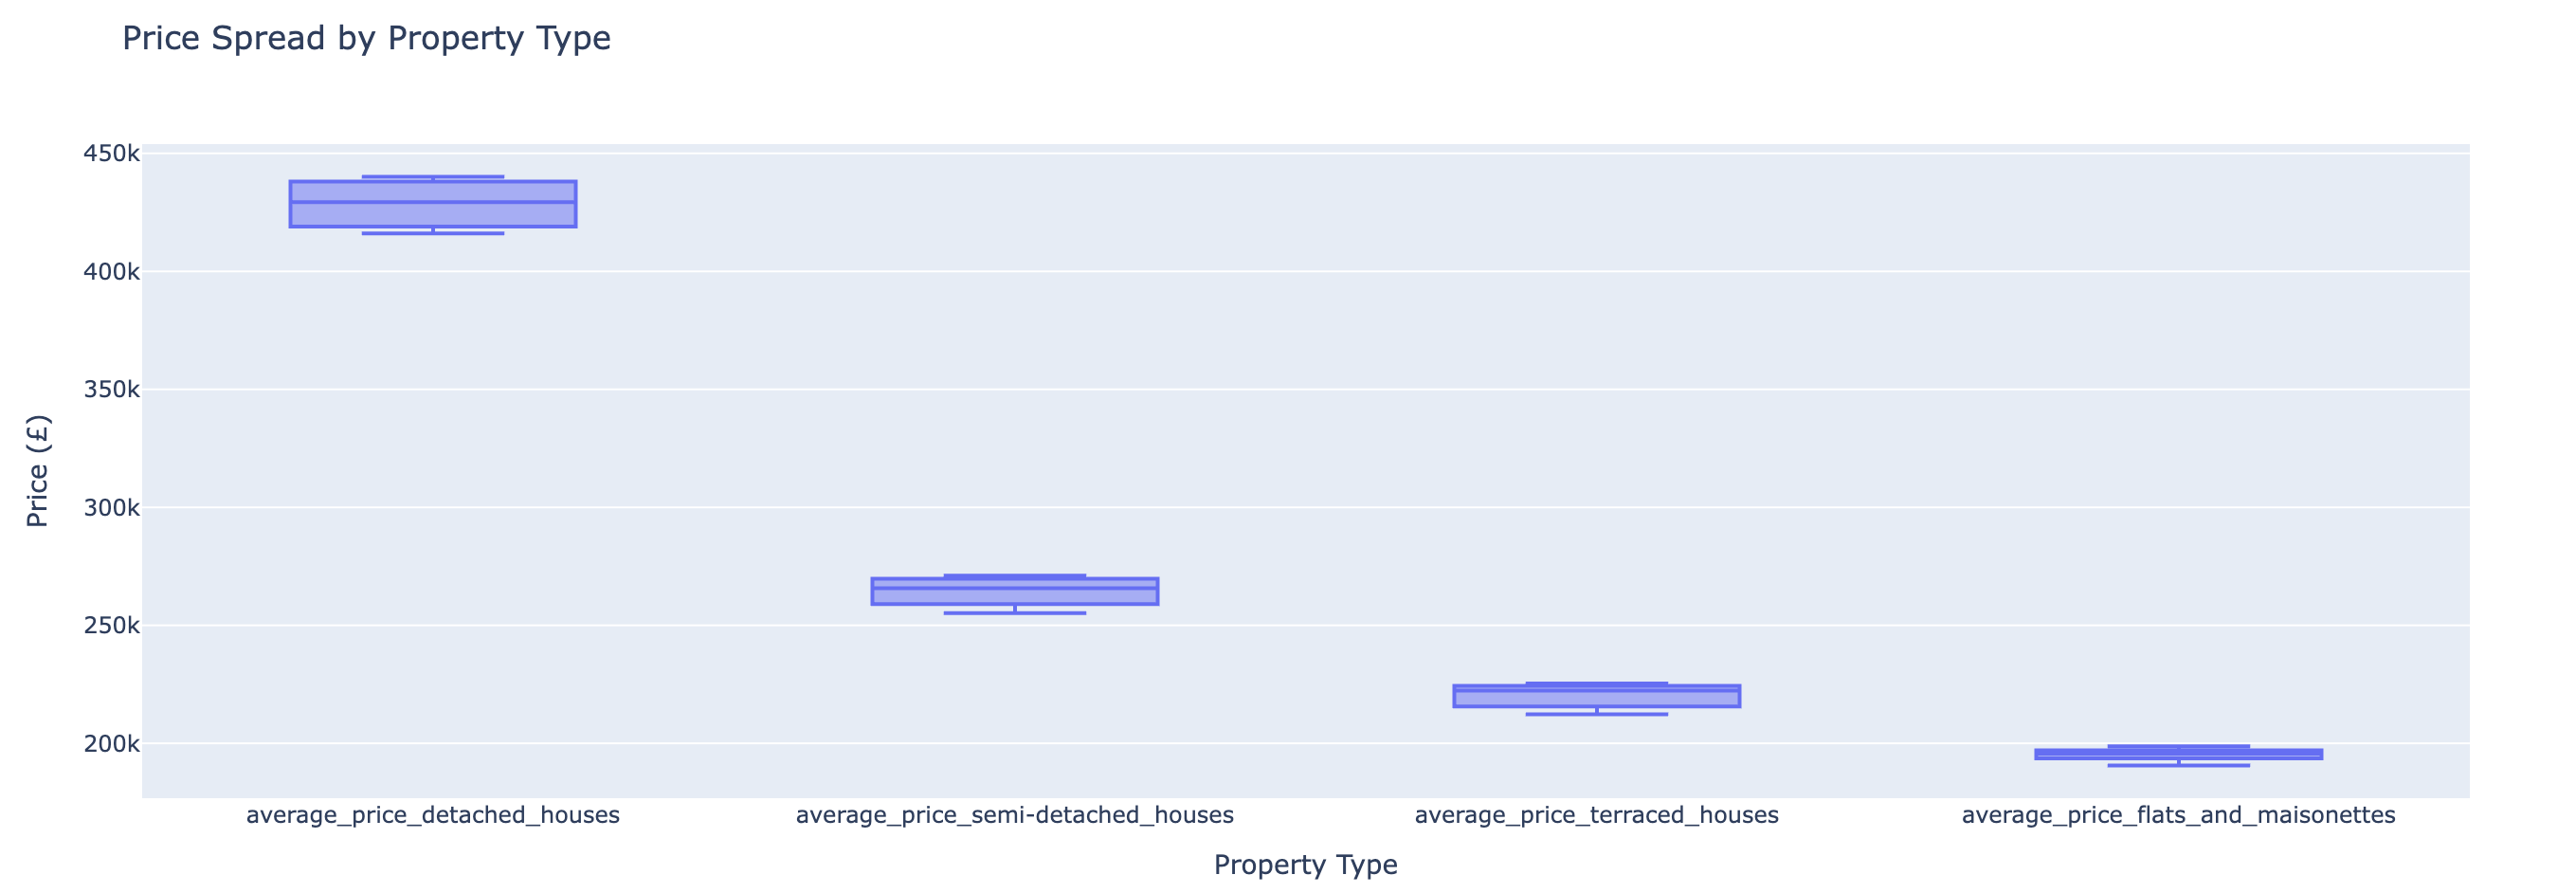 Price Spread by Property Type
450k
400k
350k
300k
250k
200k
Price (£)
average_price_detached_houses
average_price_semi-detached_houses
average_price_terraced_houses
average_price_flats_and_maisonettes
Property Type